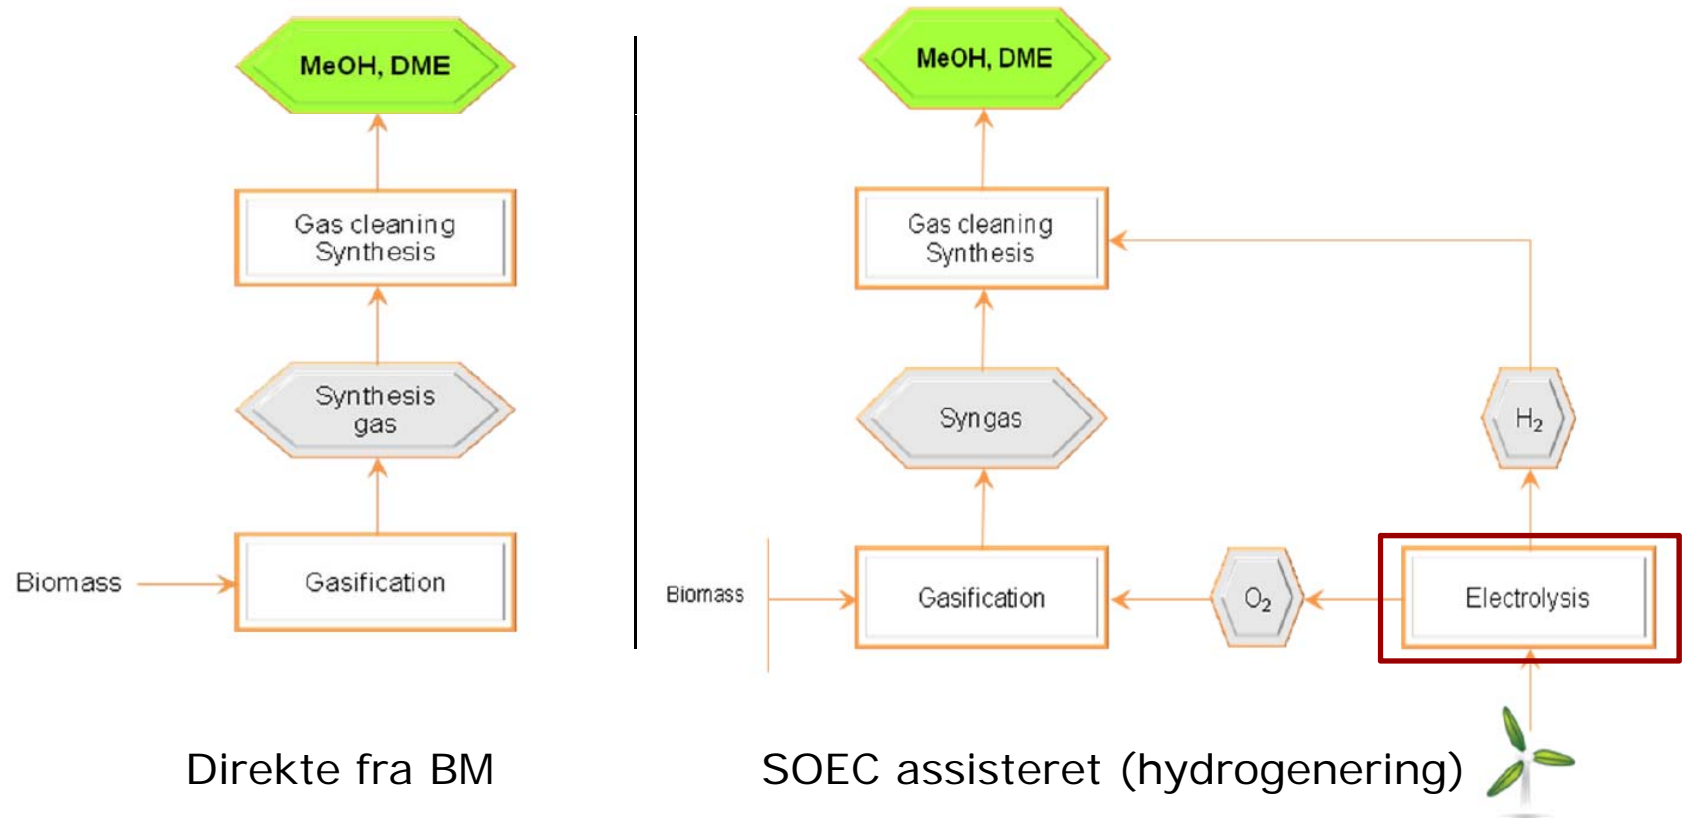 MeOH, DME
Gas cleaning
Synthesis
Synthesis
gas
Biomass
Gasification
Direkte fra BM
MeOH, DME
Gas cleaning
Synthesis
Syngas
H₂
Biomass
Gasification
O₂
Electrolysis
SOEC assisteret (hydrogenering)